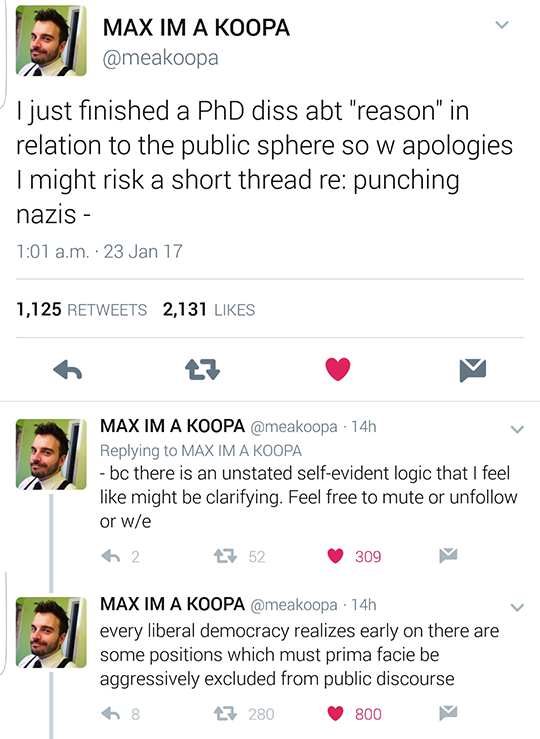 MAX IM A KOOPA
@meakoopa
I just finished a PhD diss abt "reason" in
relation to the public sphere so w apologies
I might risk a short thread re: punching
nazis -
1:01 a.m. · 23 Jan 17
1,125 RETWEETS 2,131 LIKES
MAX IM A KOOPA @meakoopa · 14h
Replying to MAX IM A KOOPA
- bc there is an unstated self-evident logic that I feel
like might be clarifying. Feel free to mute or unfollow
or w/e
2 52 309
MAX IM A KOOPA @meakoopa · 14h
every liberal democracy realizes early on there are
some positions which must prima facie be
aggressively excluded from public discourse
8 280 800